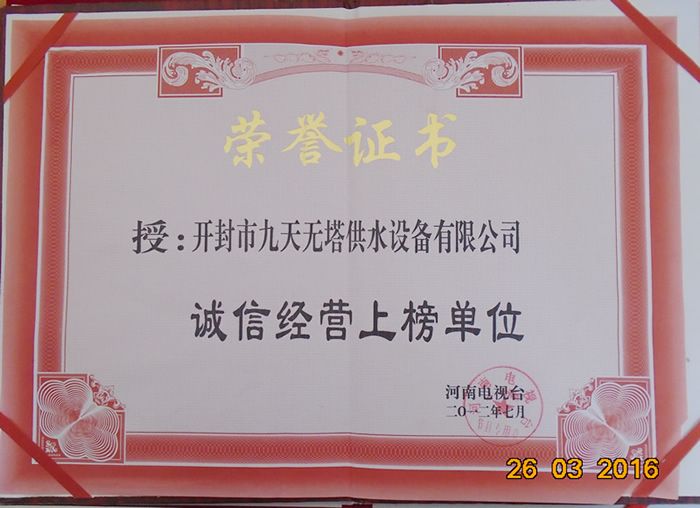 荣誉证书
授：开封市九天无塔供水设备有限公司
诚信经营上榜单位
河南电视台
二〇一二年七月
26 03 2016